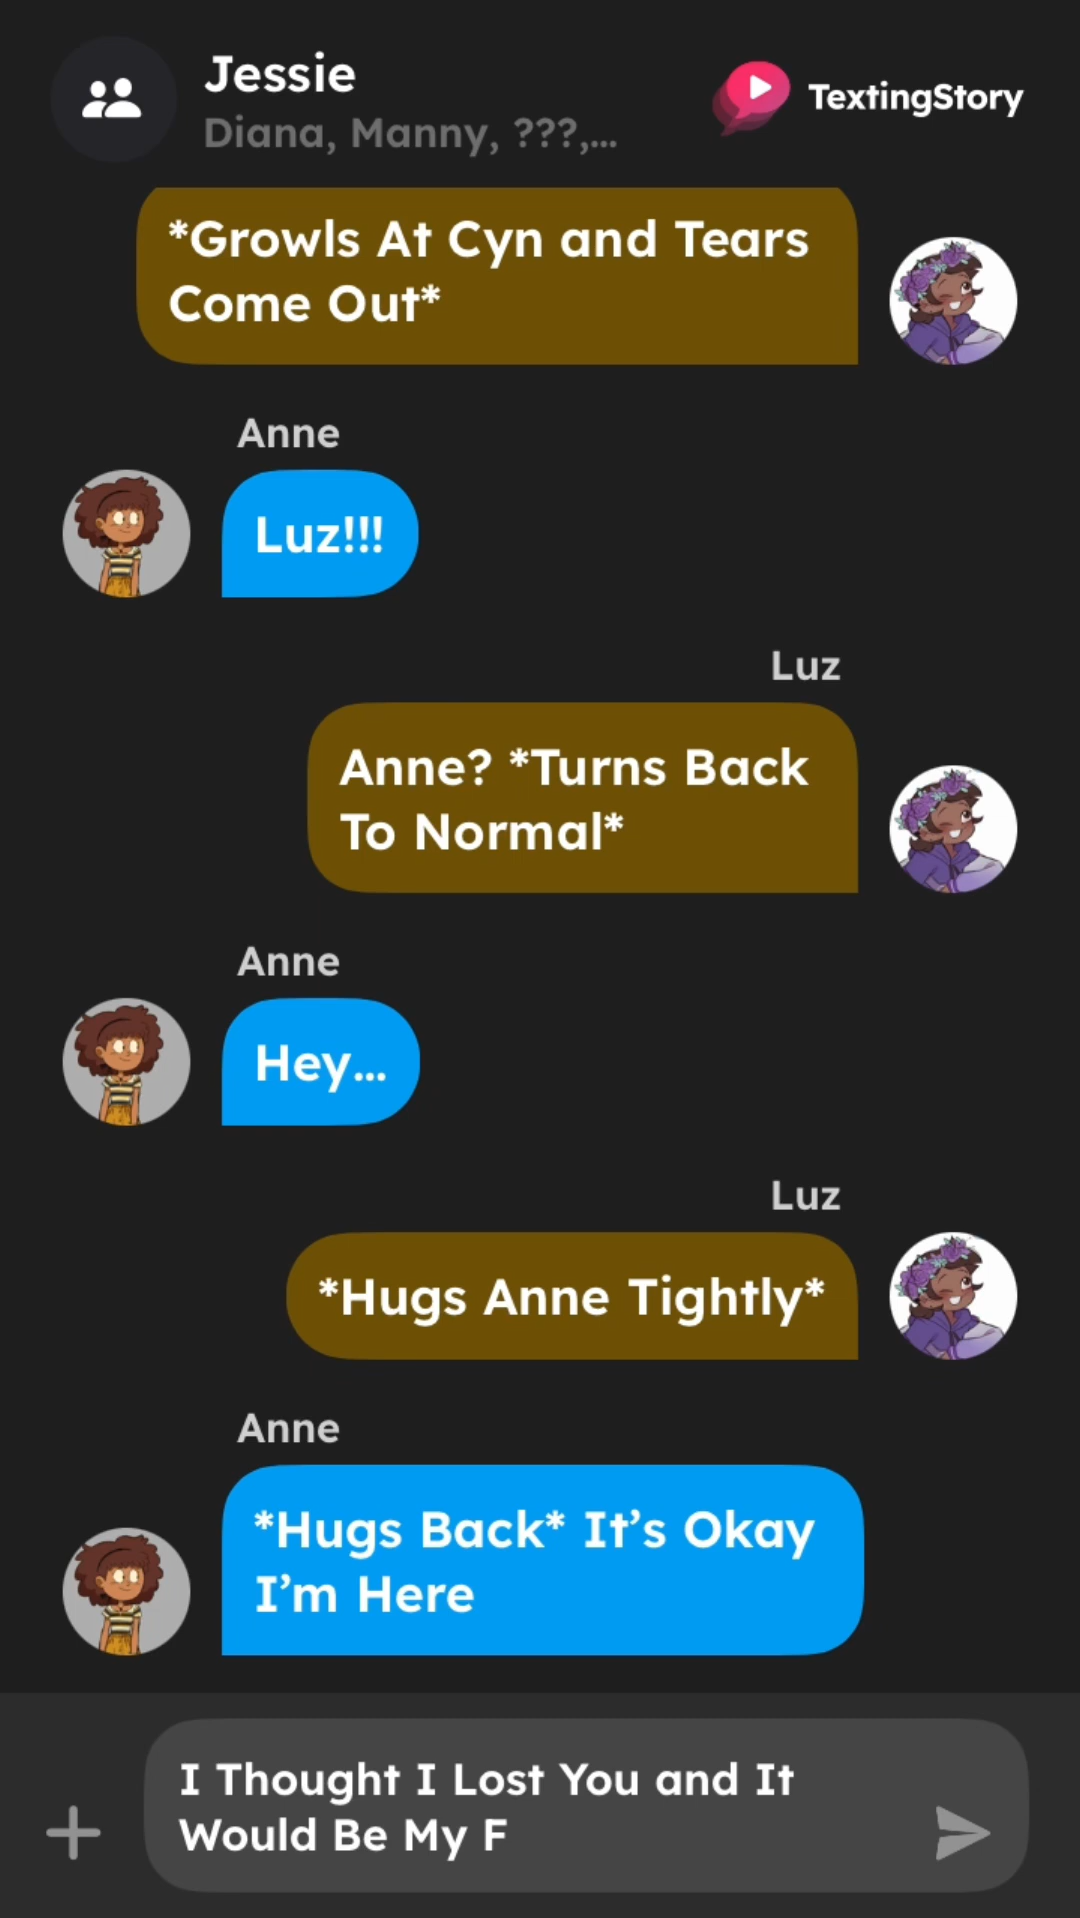 Jessie
Diana, Manny, ???,...
TextingStory
*Growls At Cyn and Tears
Come Out*
Anne
Luz!!!
Luz
Anne? *Turns Back
To Normal*
Anne
Hey...
Luz
*Hugs Anne Tightly*
Anne
*Hugs Back* It’s Okay
I’m Here
I Thought I Lost You and It
Would Be My F